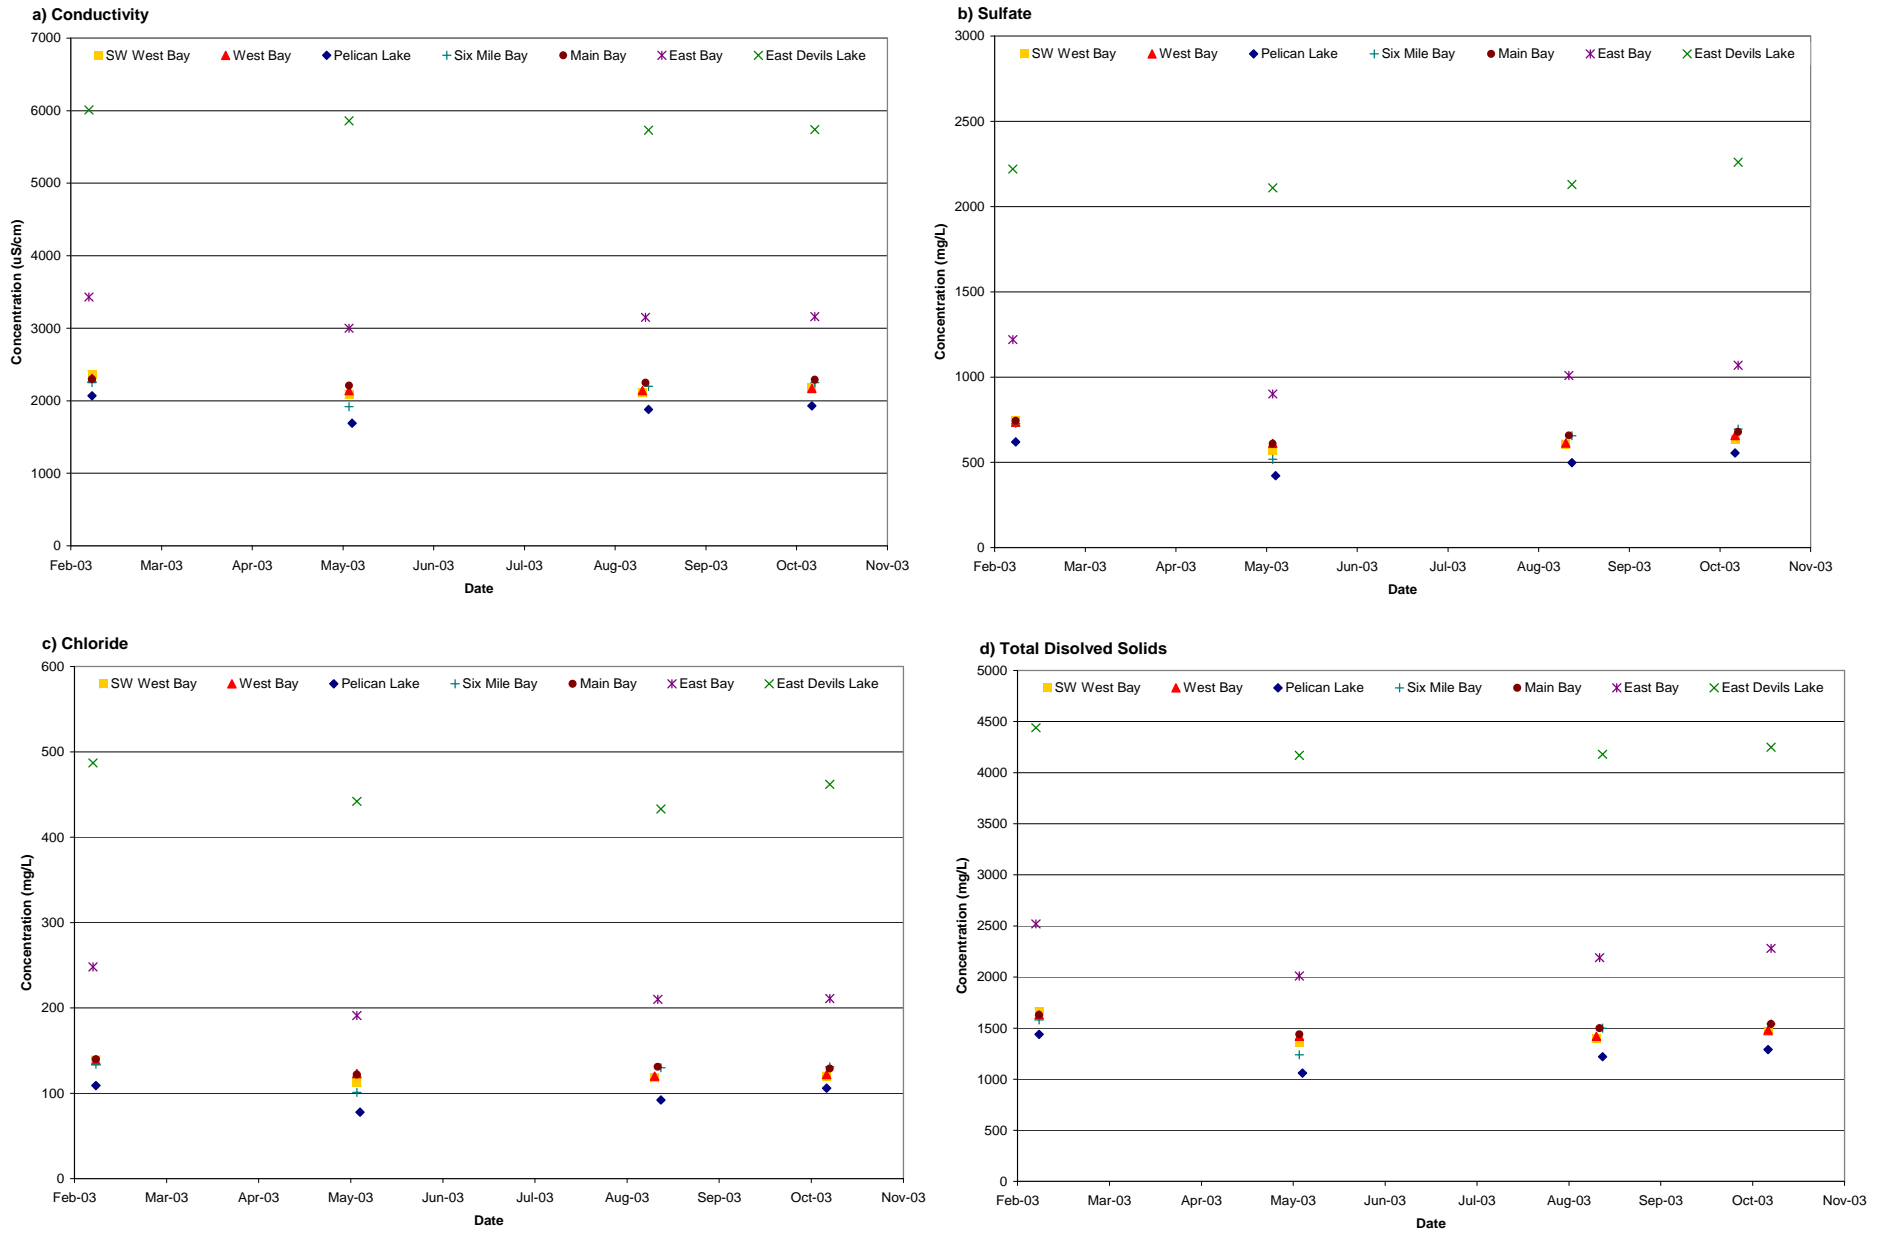 a) Conductivity
7000
SW West Bay West Bay Pelican Lake Six Mile Bay Main Bay East Bay East Devils Lake
6000
5000
4000
3000
2000
1000
0
Concentration (uS/cm)
Feb-03 Mar-03 Apr-03 May-03 Jun-03 Jul-03 Aug-03 Sep-03 Oct-03 Nov-03
Date
b) Sulfate
3000
SW West Bay West Bay Pelican Lake Six Mile Bay Main Bay East Bay East Devils Lake
2500
2000
1500
1000
500
0
Concentration (mg/L)
Feb-03 Mar-03 Apr-03 May-03 Jun-03 Jul-03 Aug-03 Sep-03 Oct-03 Nov-03
Date
c) Chloride
600
SW West Bay West Bay Pelican Lake Six Mile Bay Main Bay East Bay East Devils Lake
500
400
300
200
100
0
Concentration (mg/L)
Feb-03 Mar-03 Apr-03 May-03 Jun-03 Jul-03 Aug-03 Sep-03 Oct-03 Nov-03
Date
d) Total Disolved Solids
5000
SW West Bay West Bay Pelican Lake Six Mile Bay Main Bay East Bay East Devils Lake
4500
4000
3500
3000
2500
2000
1500
1000
500
0
Concentration (mg/L)
Feb-03 Mar-03 Apr-03 May-03 Jun-03 Jul-03 Aug-03 Sep-03 Oct-03 Nov-03
Date